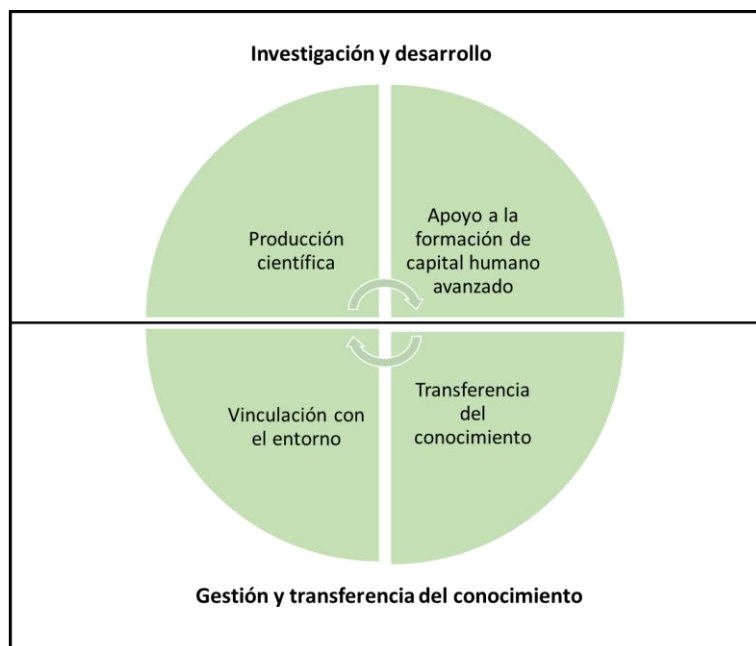 Investigación y desarrollo
Producción
científica
Apoyo a la
formación de
capital humano
avanzado
Vinculación con
el entorno
Transferencia
del
conocimiento
Gestión y transferencia del conocimiento